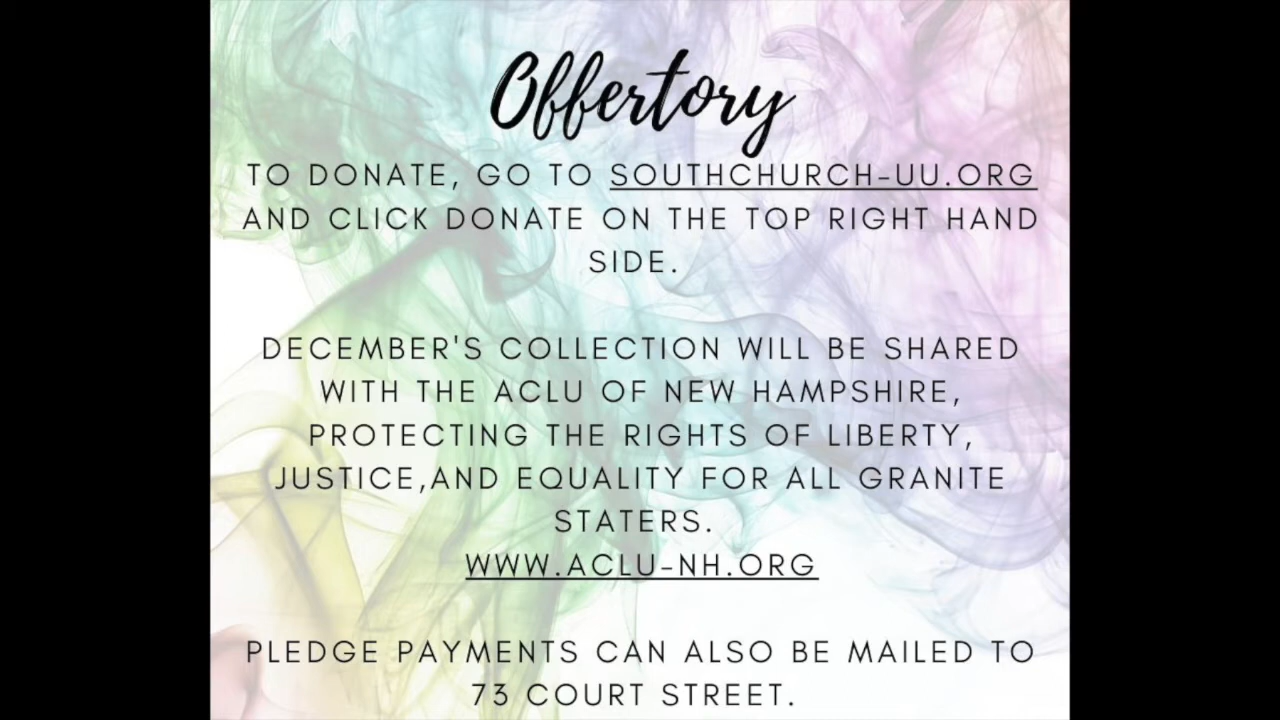 Offertory
TO DONATE, GO TO SOUTHCHURCH-UU.ORG
AND CLICK DONATE ON THE TOP RIGHT HAND
SIDE.
DECEMBER'S COLLECTION WILL BE SHARED
WITH THE ACLU OF NEW HAMPSHIRE,
PROTECTING THE RIGHTS OF LIBERTY,
JUSTICE,AND EQUALITY FOR ALL GRANITE
STATERS.
WWW.ACLU-NH.ORG
PLEDGE PAYMENTS CAN ALSO BE MAILED TO
73 COURT STREET.